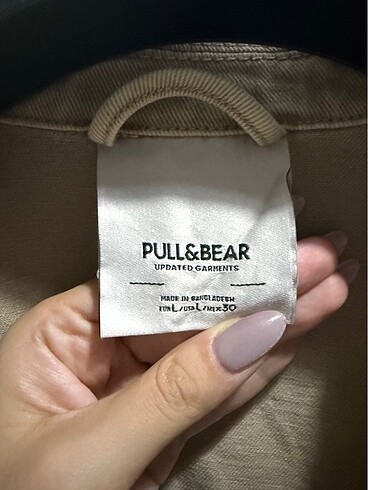 PULL&BEAR
UPDATED GARMENTS
MADE IN BANGLADESH
EUR L/USA L/MEX 30